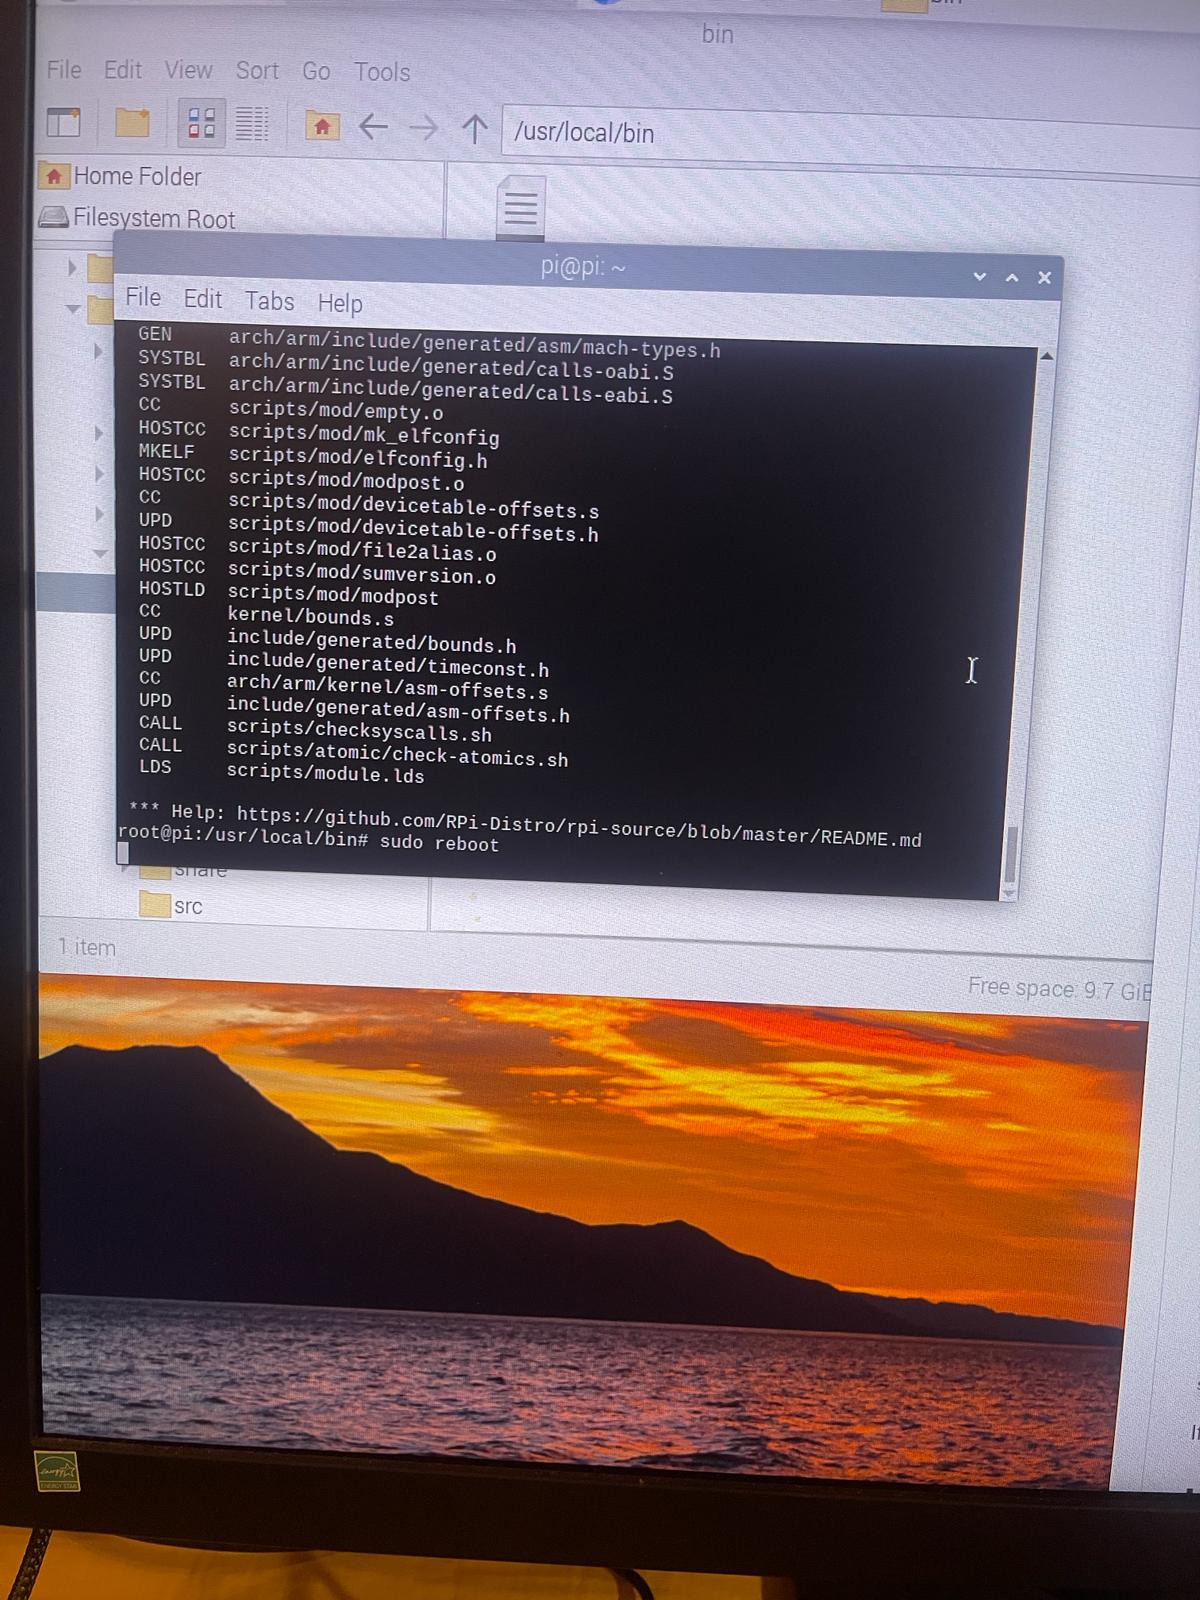 bin
File Edit View Sort Go Tools
/usr/local/bin
Home Folder
Filesystem Root
pi@pi: ~
File Edit Tabs Help
GEN arch/arm/include/generated/asm/mach-types.h
SYSTBL arch/arm/include/generated/calls-oabi.S
SYSTBL arch/arm/include/generated/calls-eabi.S
CC scripts/mod/empty.o
HOSTCC scripts/mod/mk_elfconfig
MKELF scripts/mod/elfconfig.h
HOSTCC scripts/mod/modpost.o
CC scripts/mod/devicetable-offsets.s
UPD scripts/mod/devicetable-offsets.h
HOSTCC scripts/mod/file2alias.o
HOSTCC scripts/mod/sumversion.o
HOSTLD scripts/mod/modpost
CC kernel/bounds.s
UPD include/generated/bounds.h
UPD include/generated/timeconst.h
CC arch/arm/kernel/asm-offsets.s
UPD include/generated/asm-offsets.h
CALL scripts/checksyscalls.sh
CALL scripts/atomic/check-atomics.sh
LDS scripts/module.lds
*** Help: https://github.com/RPi-Distro/rpi-source/blob/master/README.md
root@pi:/usr/local/bin# sudo reboot
share
src
1 item
Free space: 9.7 GiB
ENERGY STAR